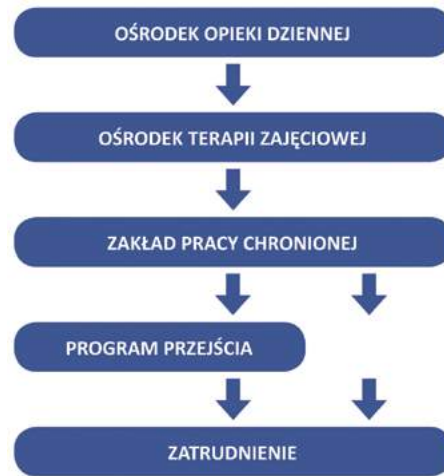 OŚRODEK OPIEKI DZIENNEJ
OŚRODEK TERAPII ZAJĘCIOWEJ
ZAKŁAD PRACY CHRONIONEJ
PROGRAM PRZEJŚCIA
ZATRUDNIENIE